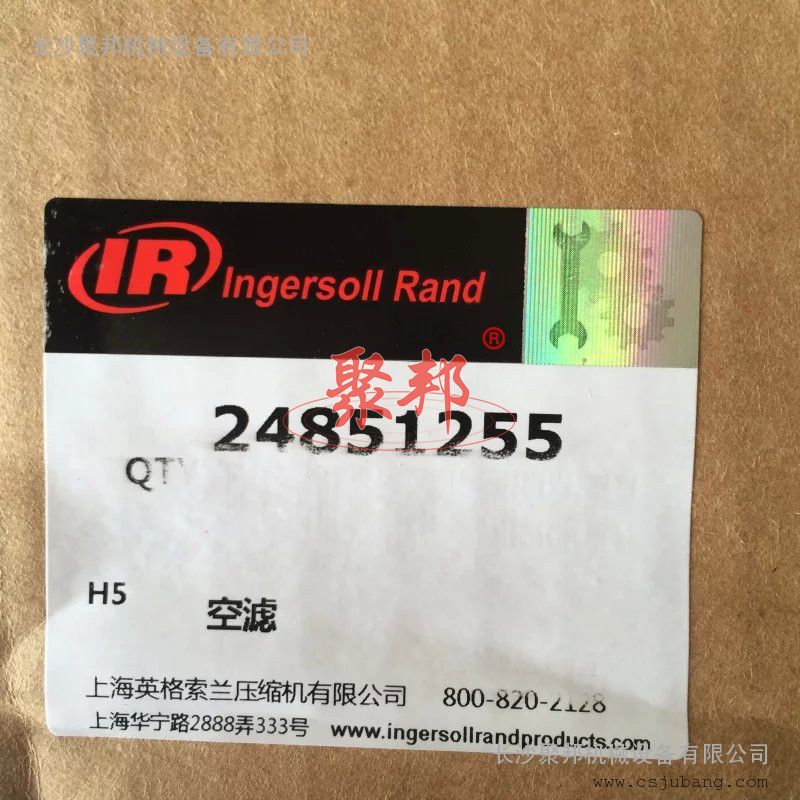 长沙聚邦机械设备有限公司
IR Ingersoll Rand
®
聚邦
24851255
QTY
H5 空滤
上海英格索兰压缩机有限公司 800-820-2128
上海华宁路2888弄333号 www.ingersollrandproducts.com
长沙聚邦机械设备有限公司
www.csjubang.com